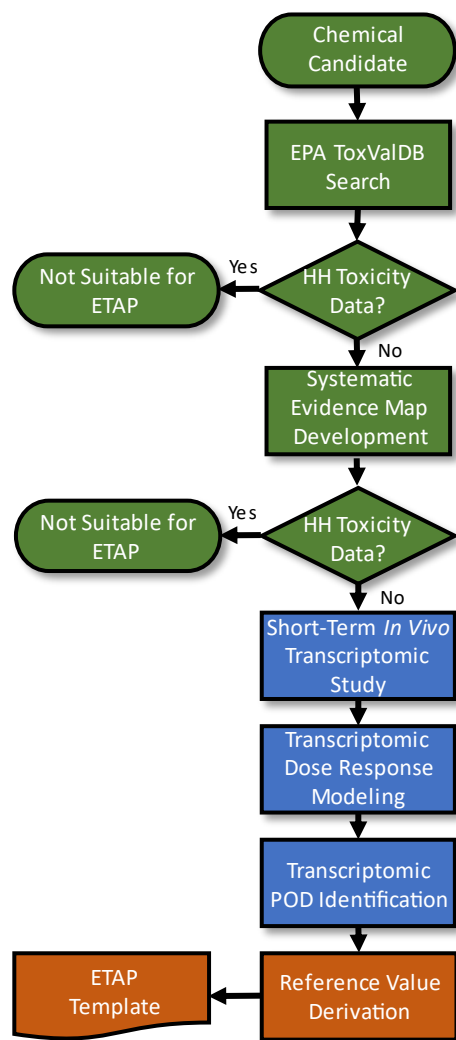 Chemical
Candidate
EPA ToxValDB
Search
Not Suitable for
ETAP
Yes
HH Toxicity
Data?
No
Systematic
Evidence Map
Development
Not Suitable for
ETAP
Yes
HH Toxicity
Data?
No
Short-Term In Vivo
Transcriptomic
Study
Transcriptomic
Dose Response
Modeling
Transcriptomic
POD Identification
ETAP
Template
Reference Value
Derivation